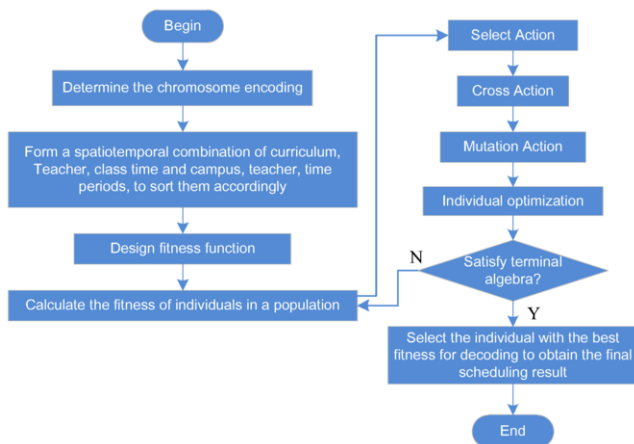 Begin
Determine the chromosome encoding
Form a spatiotemporal combination of curriculum,
Teacher, class time and campus, teacher, time
periods, to sort them accordingly
Design fitness function
Calculate the fitness of individuals in a population
Select Action
Cross Action
Mutation Action
Individual optimization
Satisfy terminal
algebra?
N
Y
Select the individual with the best
fitness for decoding to obtain the final
scheduling result
End